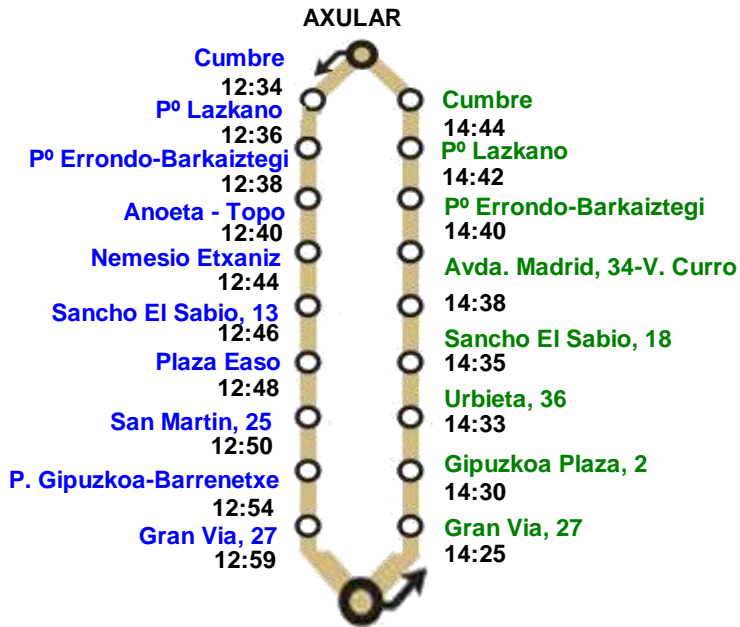 AXULAR
Cumbre
12:34
Pº Lazkano
12:36
Pº Errondo-Barkaiztegi
12:38
Anoeta - Topo
12:40
Nemesio Etxaniz
12:44
Sancho El Sabio, 13
12:46
Plaza Easo
12:48
San Martin, 25
12:50
P. Gipuzkoa-Barrenetxe
12:54
Gran Via, 27
12:59
Cumbre
14:44
Pº Lazkano
14:42
Pº Errondo-Barkaiztegi
14:40
Avda. Madrid, 34-V. Curro
14:38
Sancho El Sabio, 18
14:35
Urbieta, 36
14:33
Gipuzkoa Plaza, 2
14:30
Gran Via, 27
14:25